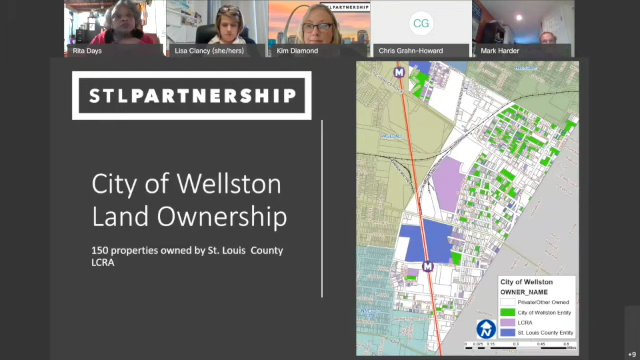 STLPARTNERSHIP
CG
Rita Days
Lisa Clancy (she/hers)
Kim Diamond
Chris Grahn-Howard
Mark Harder
STLPARTNERSHIP
City of Wellston
Land Ownership
150 properties owned by St. Louis County
LCRA
M
M
City of Wellston
OWNER_NAME
Private/Other Owned
City of Wellston Entity
LCRA
St. Louis County Entity
+9